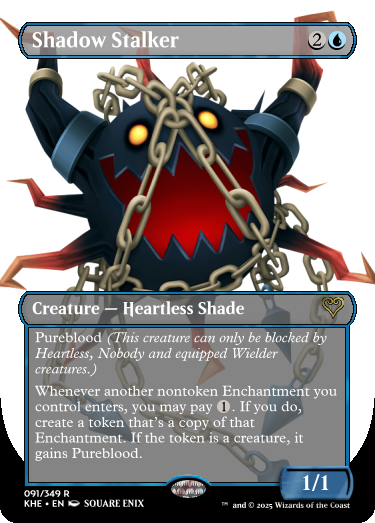 Shadow Stalker 2
Creature — Heartless Shade
Pureblood (This creature can only be blocked by
Heartless, Nobody and equipped Wielder
creatures.)
Whenever another nontoken Enchantment you
control enters, you may pay 1. If you do,
create a token that's a copy of that
Enchantment. If the token is a creature, it
gains Pureblood.
1/1
091/349 R
KHE • EN SQUARE ENIX
™ and © 2025 Wizards of the Coast